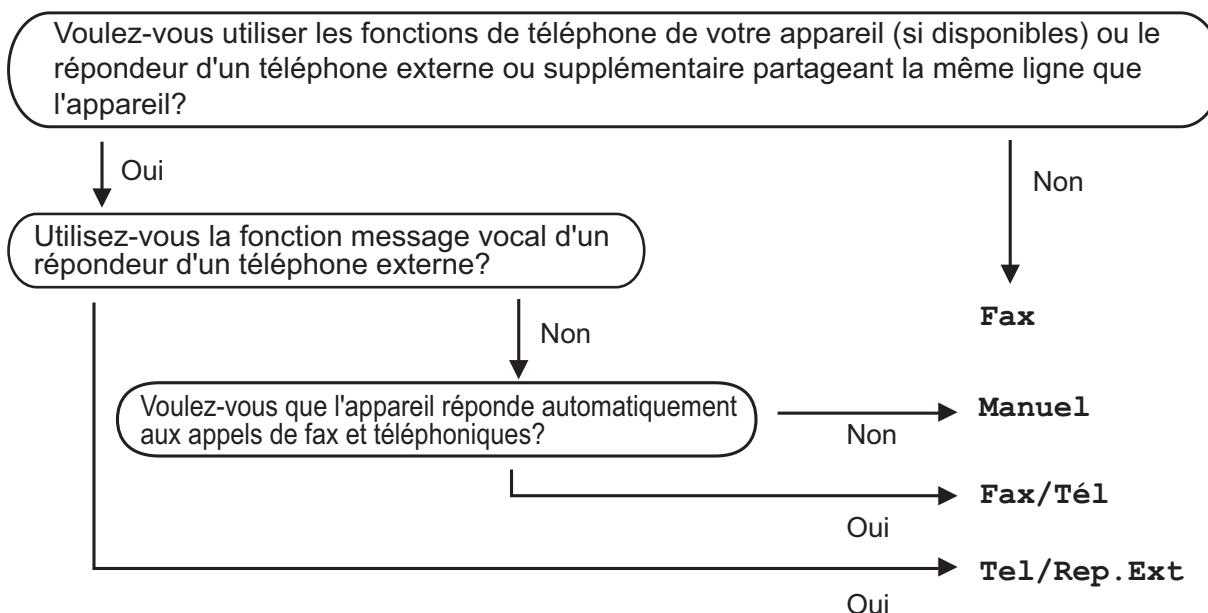 Voulez-vous utiliser les fonctions de téléphone de votre appareil (si disponibles) ou le
répondeur d'un téléphone externe ou supplémentaire partageant la même ligne que
l'appareil?
Oui
Non
Utilisez-vous la fonction message vocal d'un
répondeur d'un téléphone externe?
Fax
Non
Voulez-vous que l'appareil réponde automatiquement
aux appels de fax et téléphoniques?
Manuel
Non
Fax/Tél
Oui
Tel/Rep.Ext
Oui